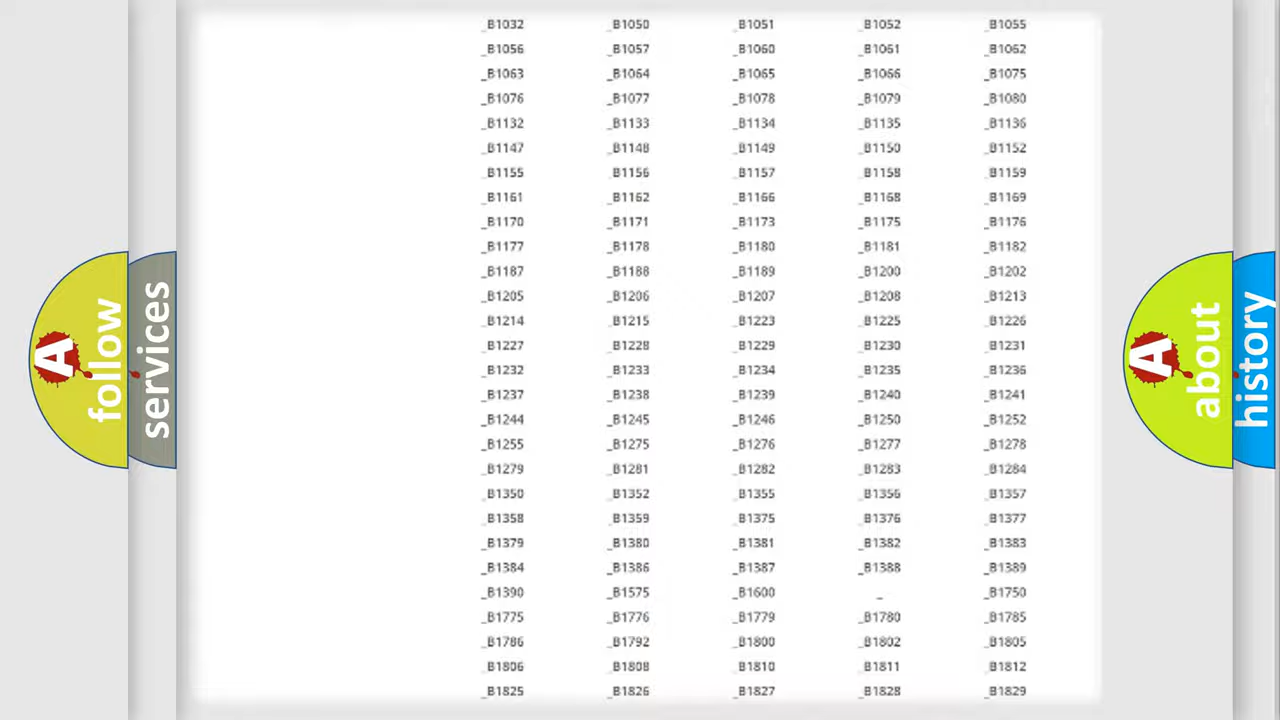 _B1032 _B1050 _B1051 _B1052 _B1055
_B1056 _B1057 _B1060 _B1061 _B1062
_B1063 _B1064 _B1065 _B1066 _B1075
_B1076 _B1077 _B1078 _B1079 _B1080
_B1132 _B1133 _B1134 _B1135 _B1136
_B1147 _B1148 _B1149 _B1150 _B1152
_B1155 _B1156 _B1157 _B1158 _B1159
_B1161 _B1162 _B1166 _B1168 _B1169
_B1170 _B1171 _B1173 _B1175 _B1176
_B1177 _B1178 _B1180 _B1181 _B1182
_B1187 _B1188 _B1189 _B1200 _B1202
_B1205 _B1206 _B1207 _B1208 _B1213
_B1214 _B1215 _B1223 _B1225 _B1226
_B1227 _B1228 _B1229 _B1230 _B1231
_B1232 _B1233 _B1234 _B1235 _B1236
_B1237 _B1238 _B1239 _B1240 _B1241
_B1244 _B1245 _B1246 _B1250 _B1252
_B1255 _B1275 _B1276 _B1277 _B1278
_B1279 _B1281 _B1282 _B1283 _B1284
_B1350 _B1352 _B1355 _B1356 _B1357
_B1358 _B1359 _B1375 _B1376 _B1377
_B1379 _B1380 _B1381 _B1382 _B1383
_B1384 _B1386 _B1387 _B1388 _B1389
_B1390 _B1575 _B1600 _ _B1750
_B1775 _B1776 _B1779 _B1780 _B1785
_B1786 _B1792 _B1800 _B1802 _B1805
_B1806 _B1808 _B1810 _B1811 _B1812
_B1825 _B1826 _B1827 _B1828 _B1829
A
follow
services
A
about
history